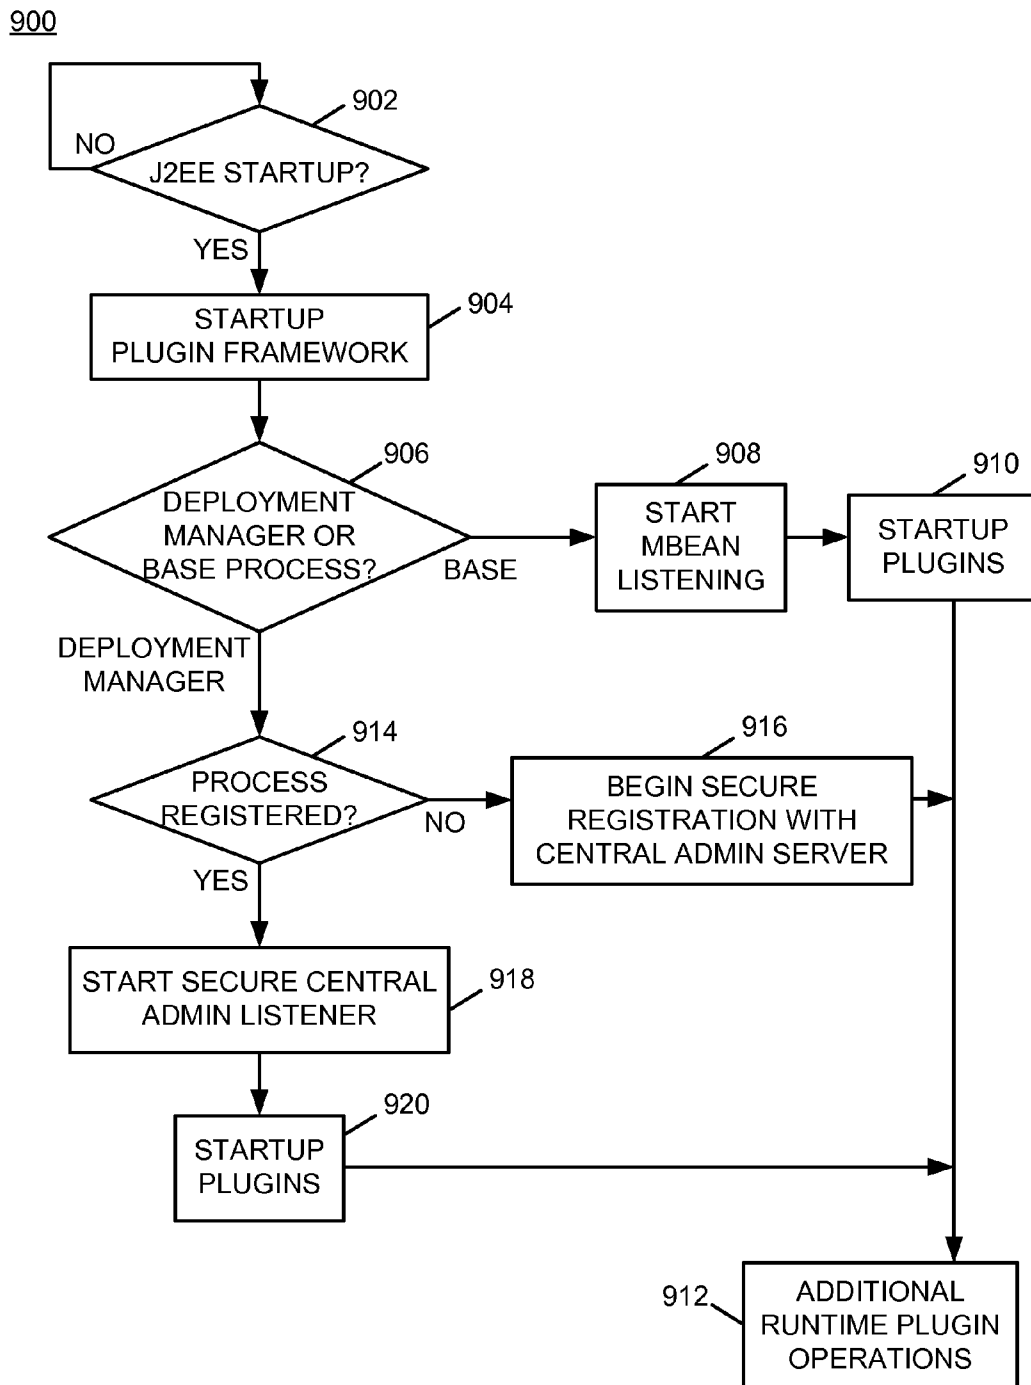 900
902
NO
J2EE STARTUP?
YES
904
STARTUP
PLUGIN FRAMEWORK
906
DEPLOYMENT
MANAGER OR
BASE PROCESS?
BASE
908
START
MBEAN
LISTENING
910
STARTUP
PLUGINS
DEPLOYMENT
MANAGER
914
PROCESS
REGISTERED?
NO
916
BEGIN SECURE
REGISTRATION WITH
CENTRAL ADMIN SERVER
YES
918
START SECURE CENTRAL
ADMIN LISTENER
920
STARTUP
PLUGINS
912
ADDITIONAL
RUNTIME PLUGIN
OPERATIONS